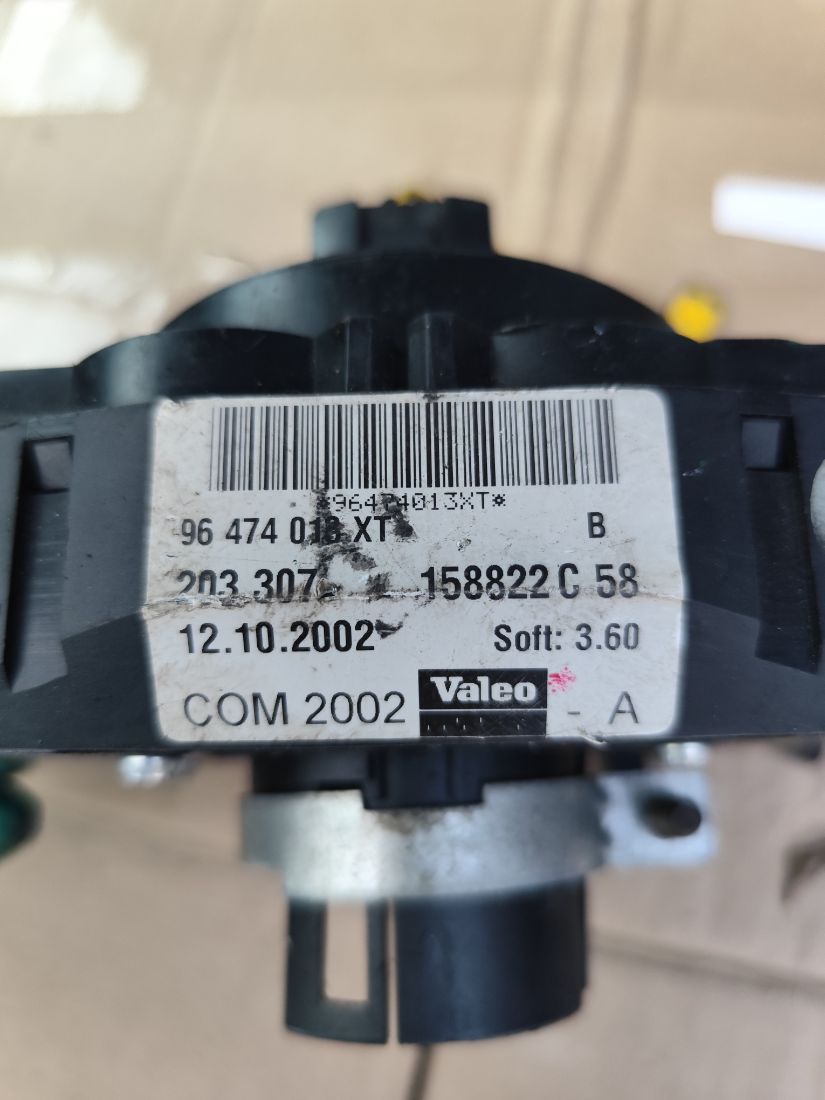 *96474013XT*
96 474 013 XT B
203 307 158822 C 58
12.10.2002 Soft: 3.60
COM 2002 Valeo - A